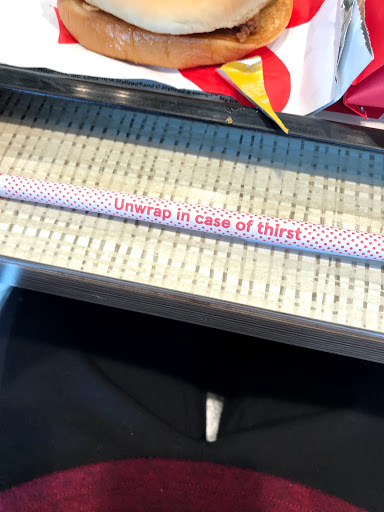 Unwrap in case of thirst